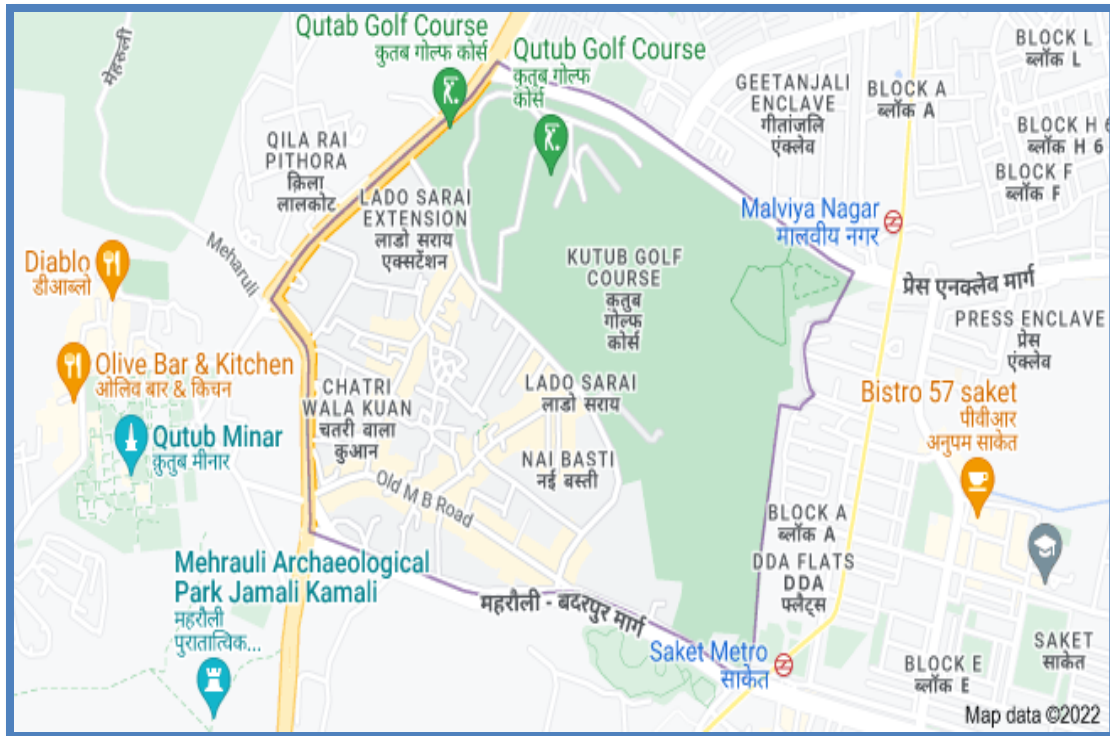 Qutab Golf Course
कुतब गोल्फ कोर्स
Qutub Golf Course
कुतब गोल्फ
कोर्स
BLOCK L
ब्लॉक L
मेहरुली
GEETANJALI
ENCLAVE
गीतांजलि
एंक्लेव
BLOCK A
ब्लॉक A
BLOCK H 6
ब्लॉक H 6
QILA RAI
PITHORA
क़िला
लालकोट
BLOCK F
ब्लॉक F
LADO SARAI
EXTENSION
लाडो सराय
एक्सटेंशन
Malviya Nagar
मालवीय नगर
Meharuli
Diablo
डीआब्लो
KUTUB GOLF
COURSE
क़ुतुब
गोल्फ
कोर्स
प्रेस एनक्लेव मार्ग
PRESS ENCLAVE
प्रेस
एंक्लेव
Olive Bar & Kitchen
ओलिव बार & किचन
CHATRI
WALA KUAN
चतरी वाला
कुआन
LADO SARAI
लाडो सराय
Bistro 57 saket
पीवीआर
अनुपम साकेत
Qutub Minar
क़ुतुब मीनार
NAI BASTI
नई बस्ती
Old M B Road
BLOCK A
ब्लॉक A
DDA FLATS
DDA
फ्लैट्स
Mehrauli Archaeological
Park Jamali Kamali
महरौली
पुरातात्विक...
महरौली - बदरपुर मार्ग
Saket Metro
साकेत
SAKET
साकेत
BLOCK E
ब्लॉक E
Map data ©2022